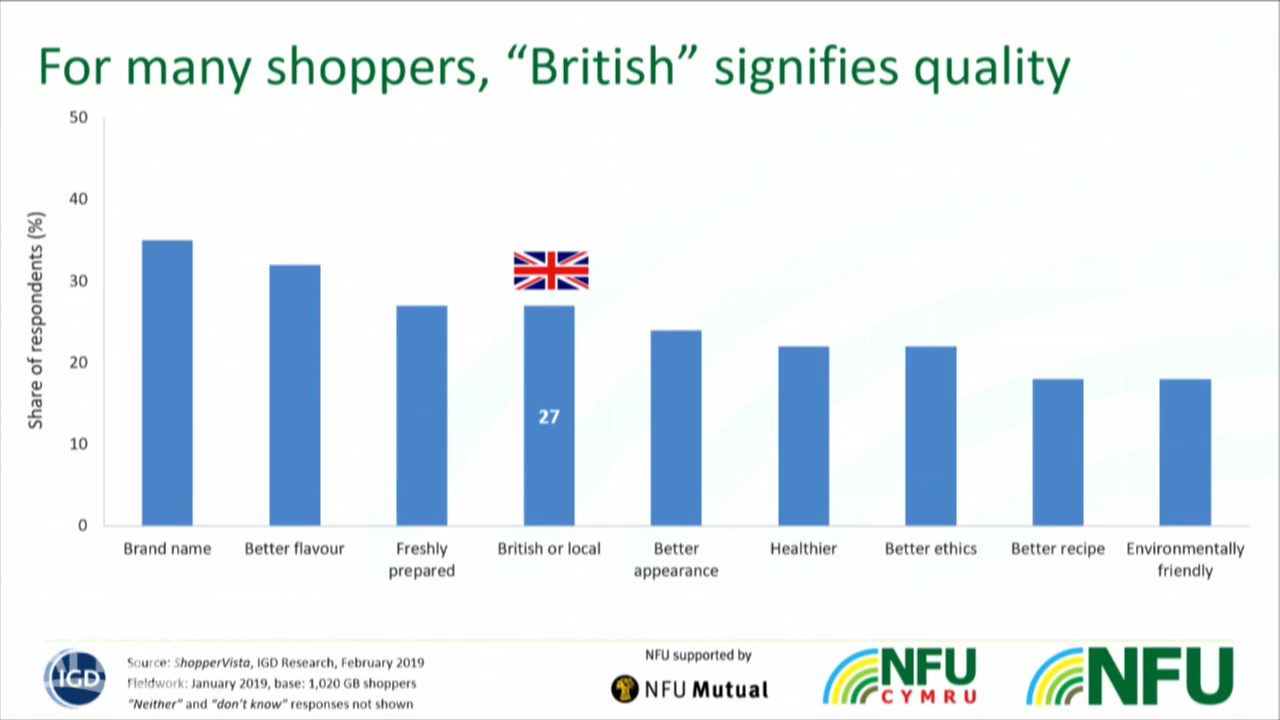 For many shoppers, “British” signifies quality
50
40
30
20
10
0
Share of respondents (%)
27
Brand name
Better flavour
Freshly
prepared
British or local
Better
appearance
Healthier
Better ethics
Better recipe
Environmentally
friendly
IGD
Source: ShopperVista, IGD Research, February 2019
Fieldwork: January 2019, base: 1,020 GB shoppers
“Neither” and “don’t know” responses not shown
NFU supported by
NFU Mutual
NFU
CYMRU
NFU